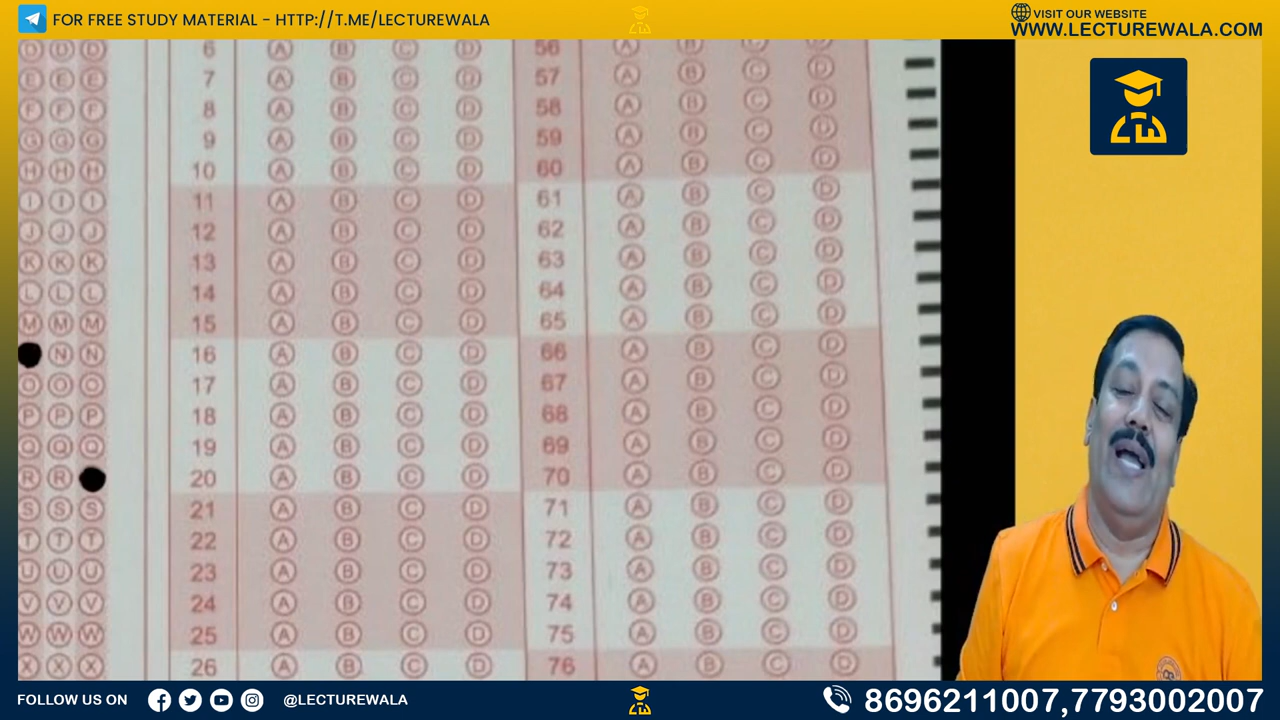 FOR FREE STUDY MATERIAL - HTTP://T.ME/LECTUREWALA
VISIT OUR WEBSITE
WWW.LECTUREWALA.COM
D D D 6 A B C D 56 A B C D
E E E 7 A B C D 57 A B C D
F F F 8 A B C D 58 A B C D
G G G 9 A B C D 59 A B C D
H H H 10 A B C D 60 A B C D
I I I 11 A B C D 61 A B C D
J J J 12 A B C D 62 A B C D
K K K 13 A B C D 63 A B C D
L L L 14 A B C D 64 A B C D
M M M 15 A B C D 65 A B C D
N N 16 A B C D 66 A B C D
O O O 17 A B C D 67 A B C D
P P P 18 A B C D 68 A B C D
Q Q Q 19 A B C D 69 A B C D
R R 20 A B C D 70 A B C D
S S S 21 A B C D 71 A B C D
T T T 22 A B C D 72 A B C D
U U U 23 A B C D 73 A B C D
V V V 24 A B C D 74 A B C D
W W W 25 A B C D 75 A B C D
X X X 26 A B C D 76 A B C D
FOLLOW US ON @LECTUREWALA 8696211007,7793002007